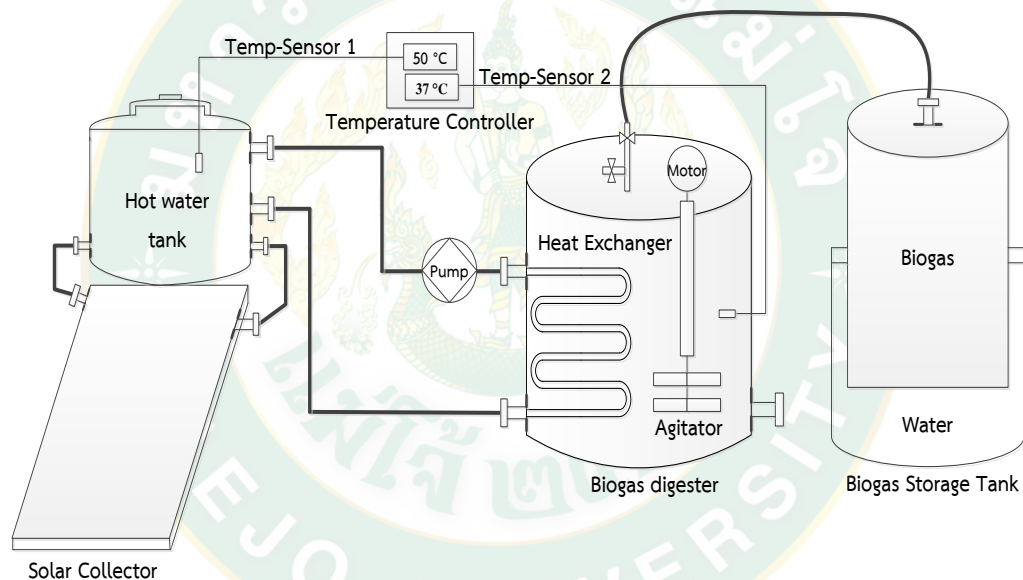 Temp-Sensor 1
50 °C
37 °C
Temp-Sensor 2
Temperature Controller
Motor
Hot water
tank
Heat Exchanger
Pump
Biogas
Agitator
Water
Biogas digester
Biogas Storage Tank
Solar Collector